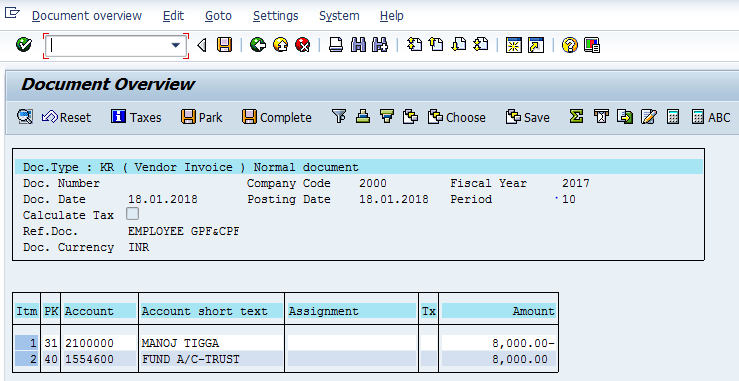 Document overview Edit Goto Settings System Help
Document Overview
Reset Taxes Park Complete Choose Save ABC
Doc.Type : KR ( Vendor Invoice ) Normal document
Doc. Number Company Code 2000 Fiscal Year 2017
Doc. Date 18.01.2018 Posting Date 18.01.2018 Period 10
Calculate Tax
Ref.Doc. EMPLOYEE GPF&CPF
Doc. Currency INR
Itm PK Account Account short text Assignment Tx Amount
1 31 2100000 MANOJ TIGGA 8,000.00-
2 40 1554600 FUND A/C-TRUST 8,000.00